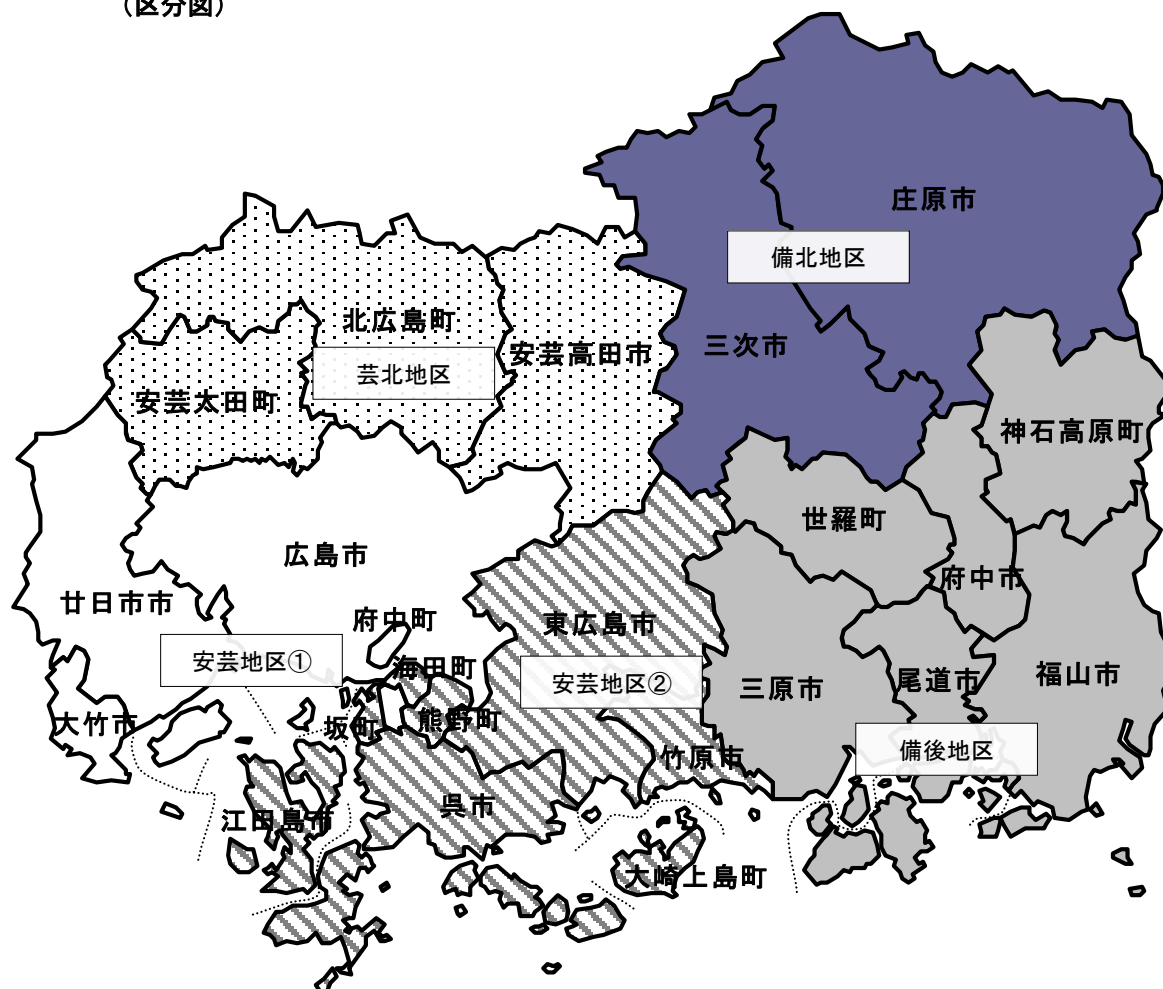 （区分図）
庄原市
備北地区
北広島町
安芸高田市
三次市
芸北地区
安芸太田町
神石高原町
世羅町
広島市
府中市
廿日市市
府中町
東広島市
安芸地区①
海田町
安芸地区②
三原市
尾道市
福山市
大竹市
坂町
熊野町
竹原市
備後地区
呉市
江田島市
大崎上島町